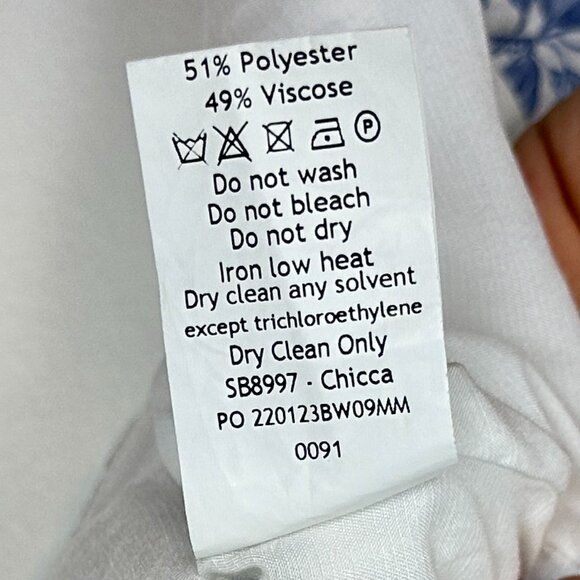 51% Polyester
49% Viscose
P
Do not wash
Do not bleach
Do not dry
Iron low heat
Dry clean any solvent
except trichloroethylene
Dry Clean Only
SB8997 - Chicca
PO 220123BW09MM
0091